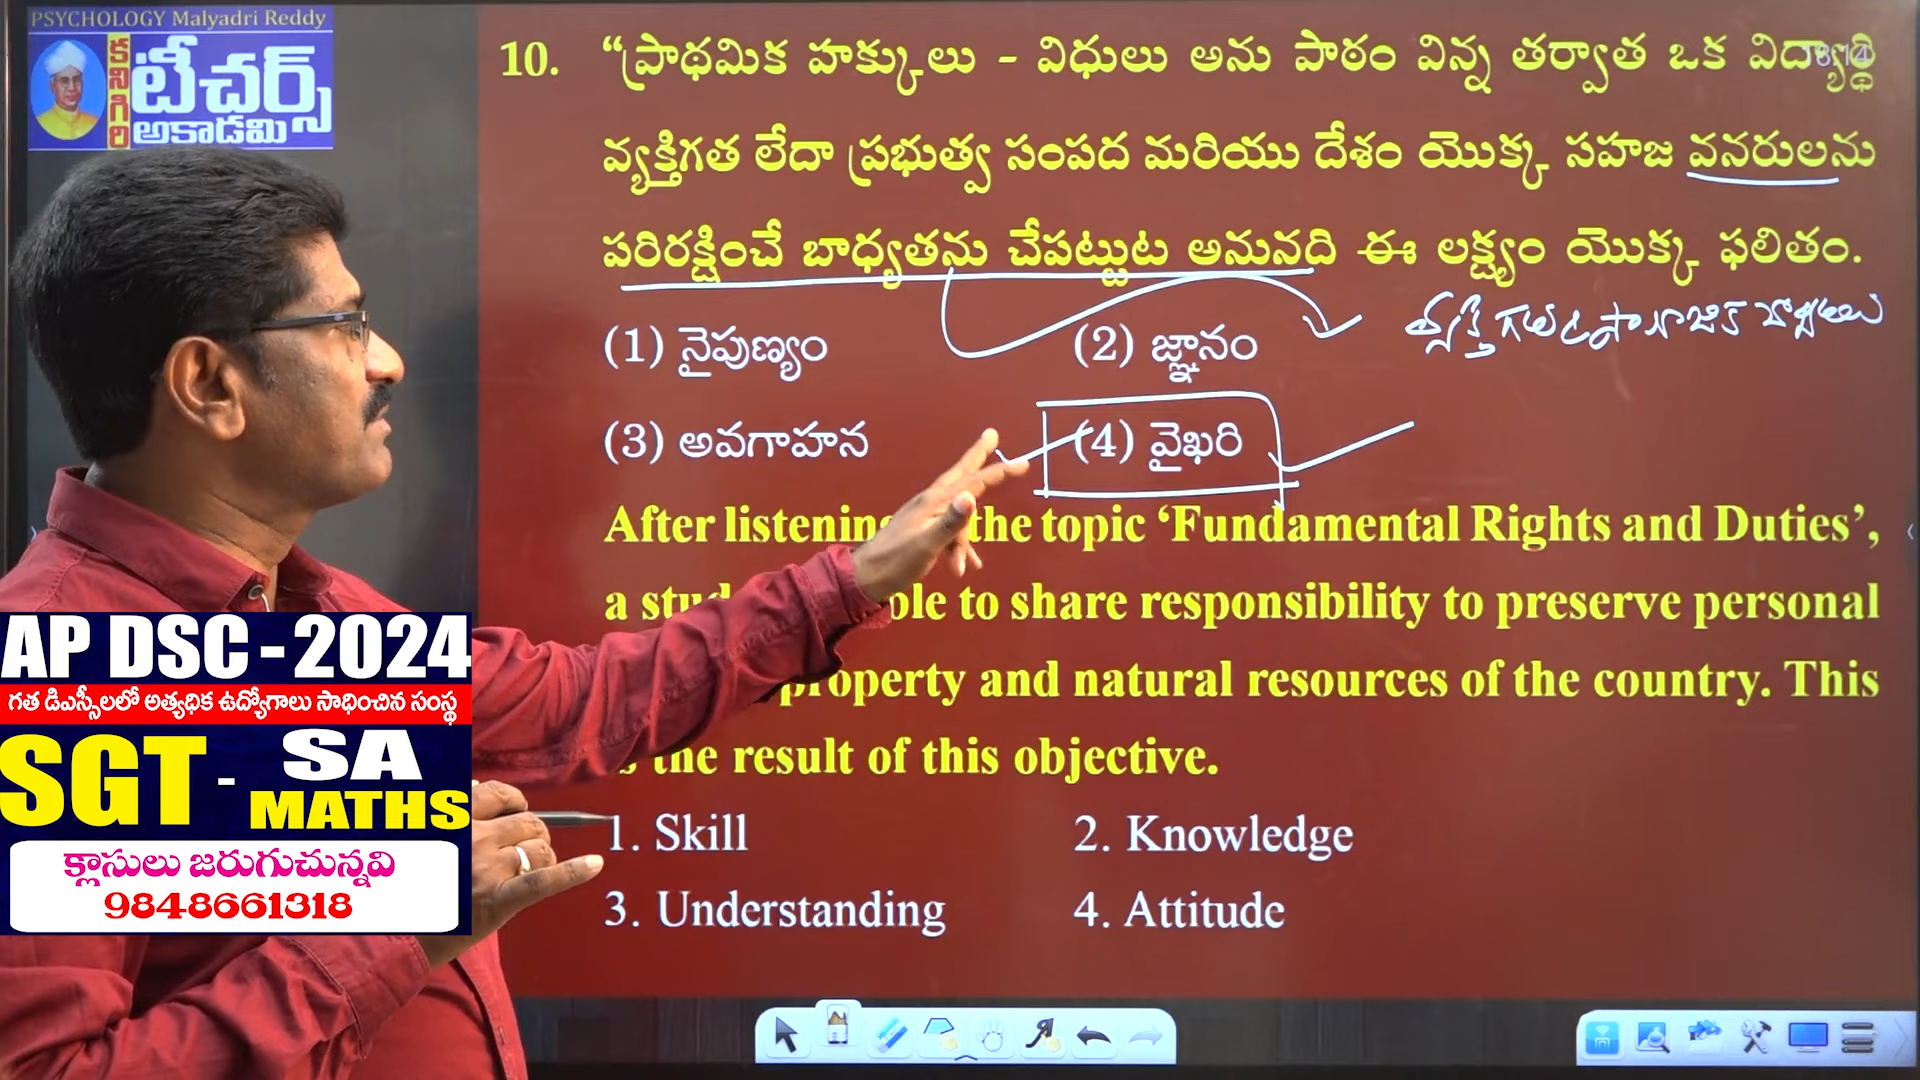 PSYCHOLOGY Malyadri Reddy
కనిగిరి
టీచర్స్
అకాడమి
10. “ప్రాథమిక హక్కులు - విధులు అను పాఠం విన్న తర్వాత ఒక విద్యార్థి
వ్యక్తిగత లేదా ప్రభుత్వ సంపద మరియు దేశం యొక్క సహజ వనరులను
పరిరక్షించే బాధ్యతను చేపట్టుట అనునది ఈ లక్ష్యం యొక్క ఫలితం.
(1) నైపుణ్యం (2) జ్ఞానం
(3) అవగాహన (4) వైఖరి
After the topic ‘Fundamental Rights and Duties’,
a to share responsibility to preserve personal
property and natural resources of the country. This
the result of this objective.
1. Skill 2. Knowledge
3. Understanding 4. Attitude
AP DSC - 2024
గత డిఎస్సీలలో అత్యధిక ఉద్యోగాలు సాధించిన సంస్థ
SGT - SA
MATHS
క్లాసులు జరుగుచున్నవి
9848661318